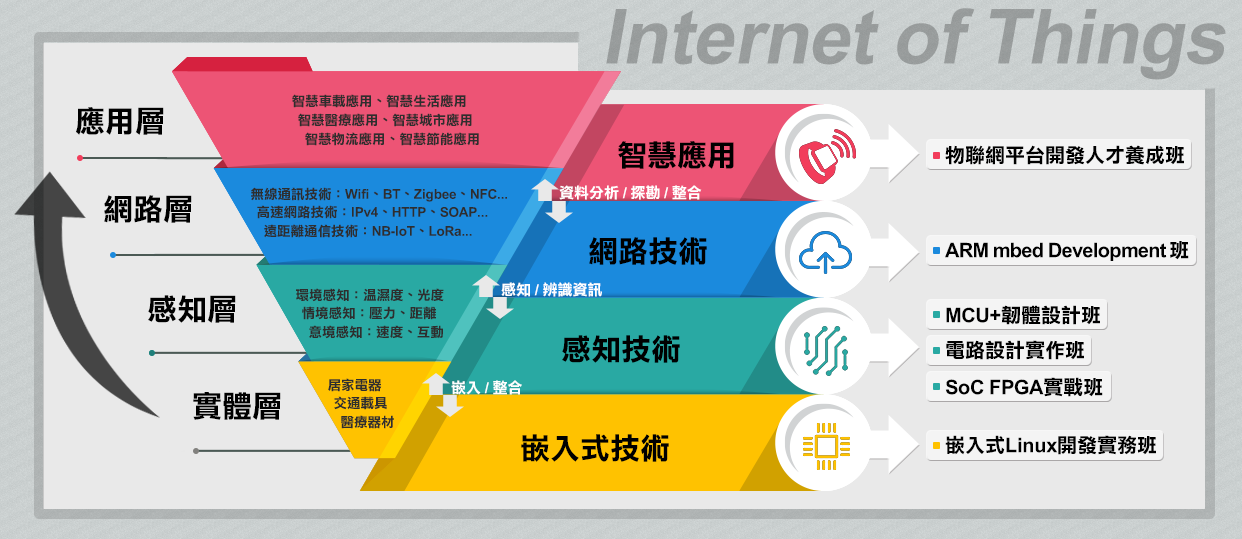 Internet of Things
應用層
智慧車載應用、智慧生活應用
智慧醫療應用、智慧城市應用
智慧物流應用、智慧節能應用
智慧應用
物聯網平台開發人才養成班
資料分析 / 探勘 / 整合
網路層
無線通訊技術：Wifi、BT、Zigbee、NFC...
高速網路技術：IPv4、HTTP、SOAP...
遠距離通信技術：NB-IoT、LoRa...
網路技術
ARM mbed Development 班
感知 / 辨識資訊
感知層
環境感知：溫濕度、光度
情境感知：壓力、距離
意境感知：速度、互動
感知技術
MCU+韌體設計班
電路設計實作班
SoC FPGA實戰班
嵌入 / 整合
實體層
居家電器
交通載具
醫療器材
嵌入式技術
嵌入式Linux開發實務班